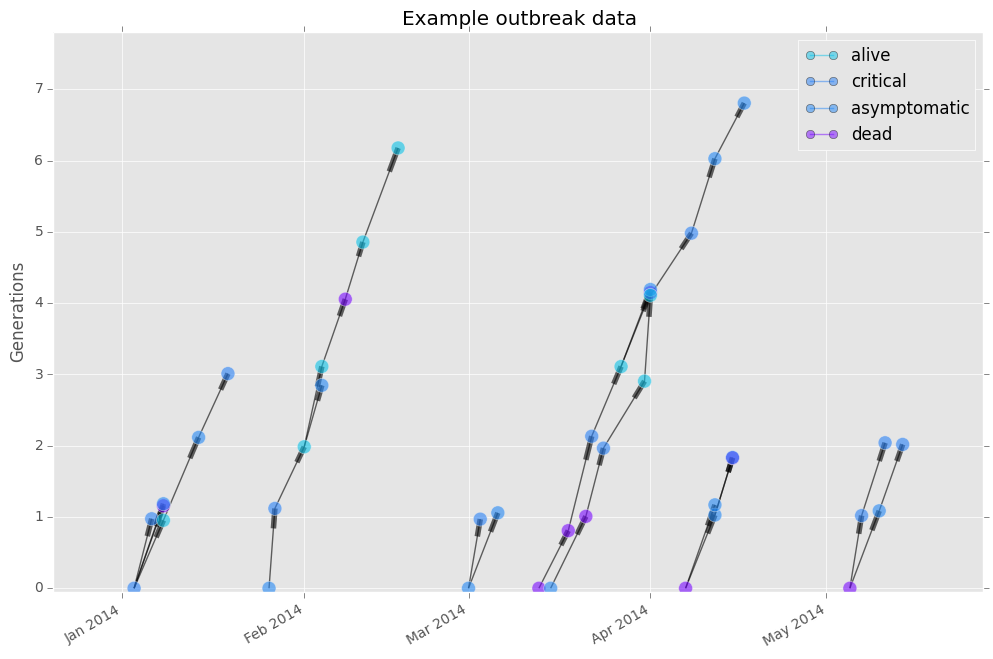 Example outbreak data
alive
critical
asymptomatic
dead
Generations
7
6
5
4
3
2
1
0
Jan 2014
Feb 2014
Mar 2014
Apr 2014
May 2014